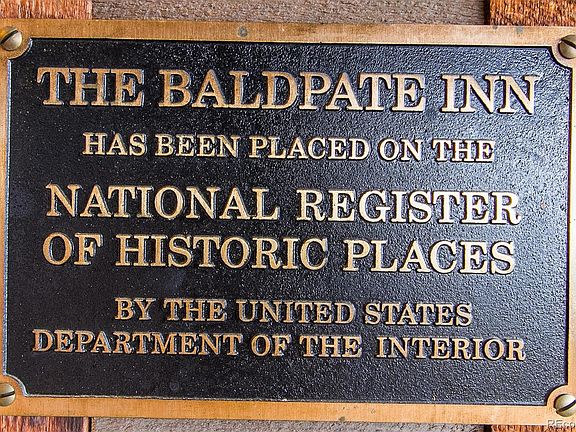 THE BALDPATE INN
HAS BEEN PLACED ON THE
NATIONAL REGISTER
OF HISTORIC PLACES
BY THE UNITED STATES
DEPARTMENT OF THE INTERIOR